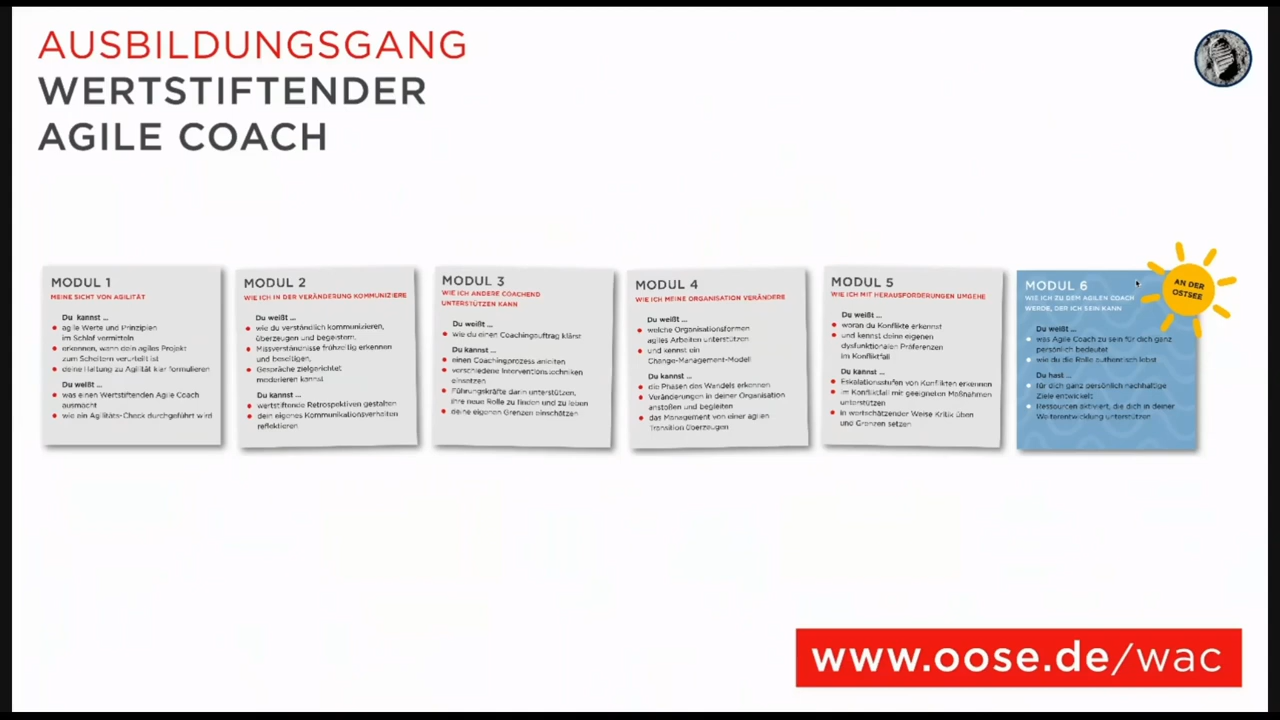 AUSBILDUNGSGANG
WERTSTIFTENDER
AGILE COACH
MODUL 1
MEINE SICHT VON AGILITÄT
Du kannst ...
agile Werte und Prinzipien
im Schlaf vermitteln
erkennen, wann dein agiles Projekt
zum Scheitern verurteilt ist
deine Haltung zu Agilität klar formulieren
Du weißt ...
was einen Wertstiftenden Agile Coach
ausmacht
wie ein Agilitäts-Check durchgeführt wird
MODUL 2
WIE ICH IN DER VERÄNDERUNG KOMMUNIZIERE
Du weißt ...
wie du verständlich kommunizieren,
überzeugen und begeistern,
Missverständnisse frühzeitig erkennen
und beseitigen,
Gespräche zielgerichtet
moderieren kannst
Du kannst ...
wertstiftende Retrospektiven gestalten
dein eigenes Kommunikationsverhalten
reflektieren
MODUL 3
WIE ICH ANDERE COACHEND
UNTERSTÜTZEN KANN
Du weißt ...
wie du einen Coachingauftrag klärst
Du kannst ...
einen Coachingprozess anleiten
verschiedene Interventionstechniken
einsetzen
Führungskräfte darin unterstützen,
ihre neue Rolle zu finden und zu leben
deine eigenen Grenzen einschätzen
MODUL 4
WIE ICH MEINE ORGANISATION VERÄNDERE
Du weißt ...
welche Organisationsformen
agiles Arbeiten unterstützen
und kennst ein
Change-Management-Modell
Du kannst ...
die Phasen des Wandels erkennen
Veränderungen in deiner Organisation
anstoßen und begleiten
das Management von einer agilen
Transition überzeugen
MODUL 5
WIE ICH MIT HERAUSFORDERUNGEN UMGEHE
Du weißt ...
woran du Konflikte erkennst
und kennst deine eigenen
dysfunktionalen Präferenzen
im Konfliktfall
Du kannst ...
Eskalationsstufen von Konflikten erkennen
im Konfliktfall mit geeigneten Maßnahmen
unterstützen
in wertschätzender Weise Kritik üben
und Grenzen setzen
MODUL 6
WIE ICH ZU DEM AGILEN COACH
WERDE, DER ICH SEIN KANN
Du weißt ...
was Agile Coach zu sein für dich ganz
persönlich bedeutet
wie du die Rolle authentisch lebst
Du hast ...
für dich ganz persönlich nachhaltige
Ziele entwickelt
Ressourcen aktiviert, die dich in deiner
Weiterentwicklung unterstützen
AN DER
OSTSEE
www.oose.de/wac